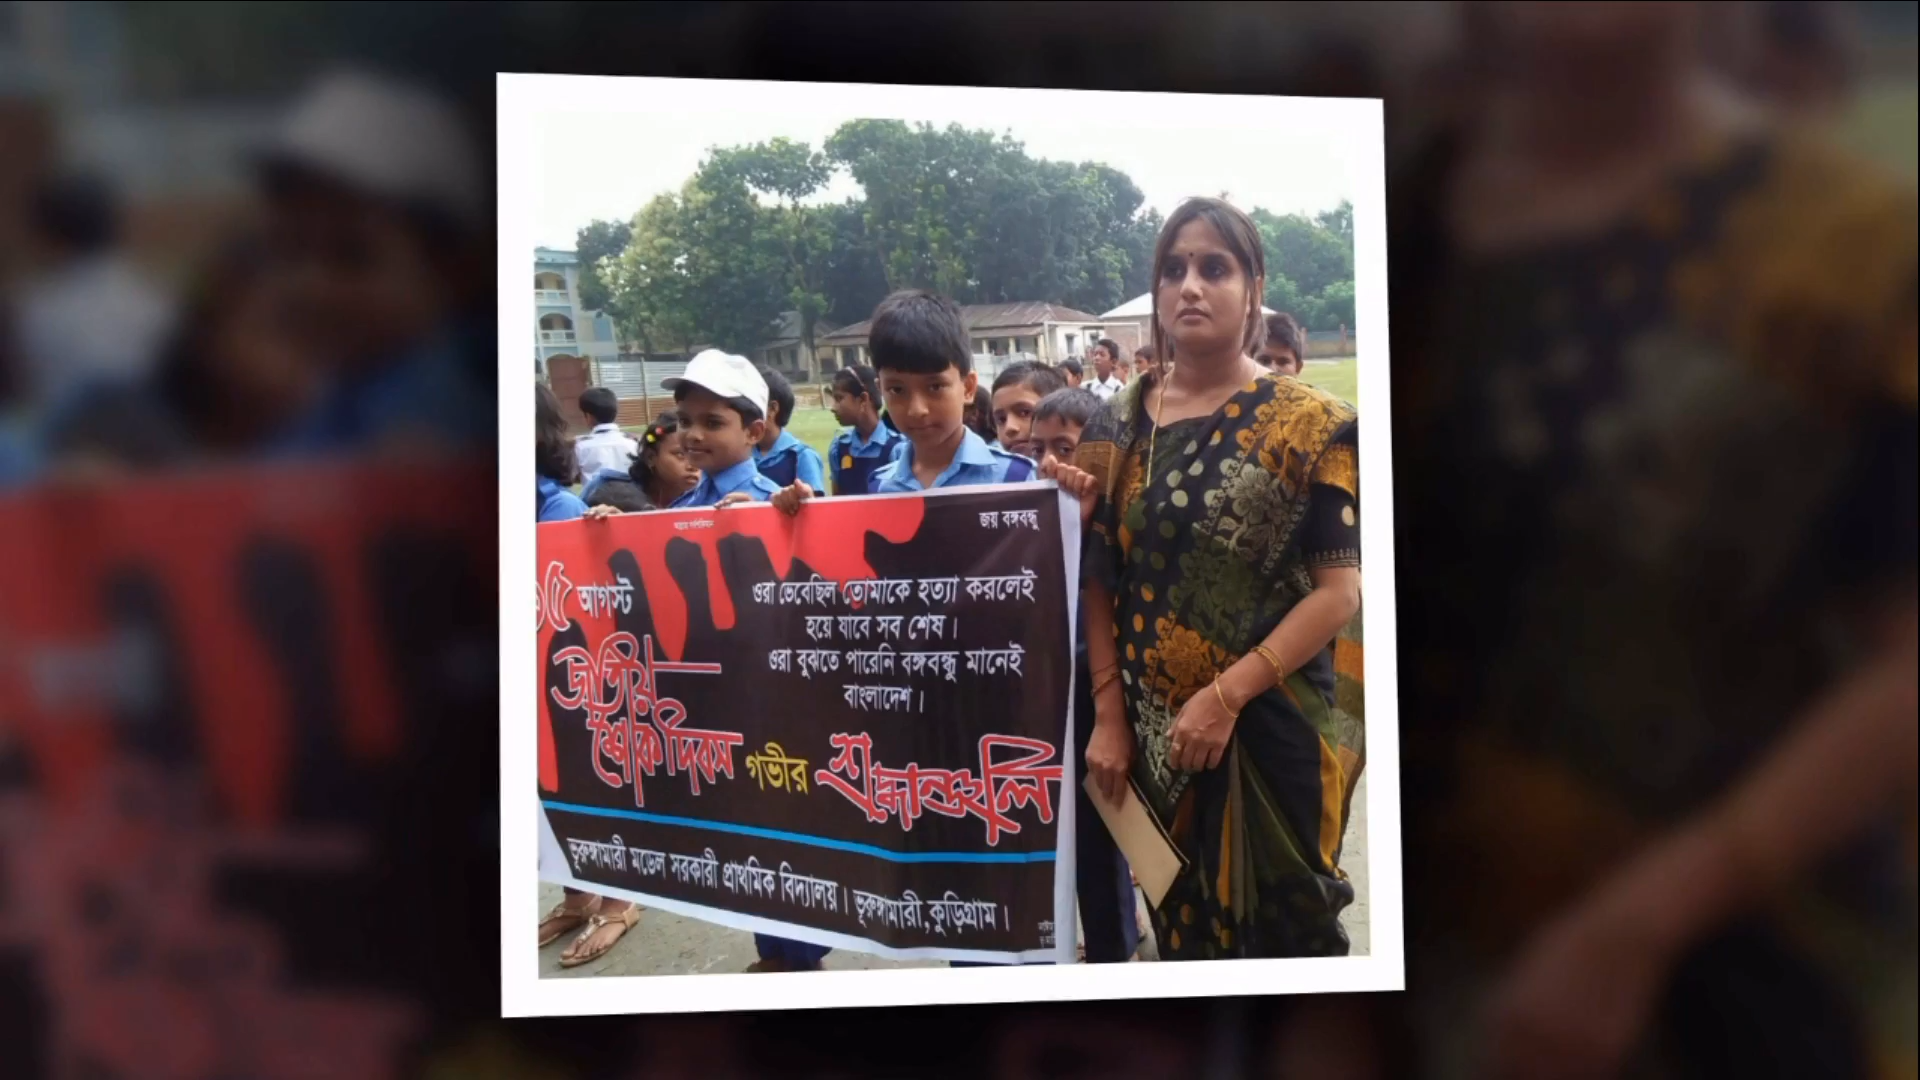 জয় বঙ্গবন্ধু
১৫ আগস্ট
জাতীয়
শোক দিবস
ওরা ভেবেছিল তোমাকে হত্যা করলেই
হয়ে যাবে সব শেষ।
ওরা বুঝতে পারেনি বঙ্গবন্ধু মানেই
বাংলাদেশ।
গভীর শ্রদ্ধাঞ্জলি
ভূরুঙ্গামারী মডেল সরকারী প্রাথমিক বিদ্যালয়। ভূরুঙ্গামারী, কুড়িগ্রাম।